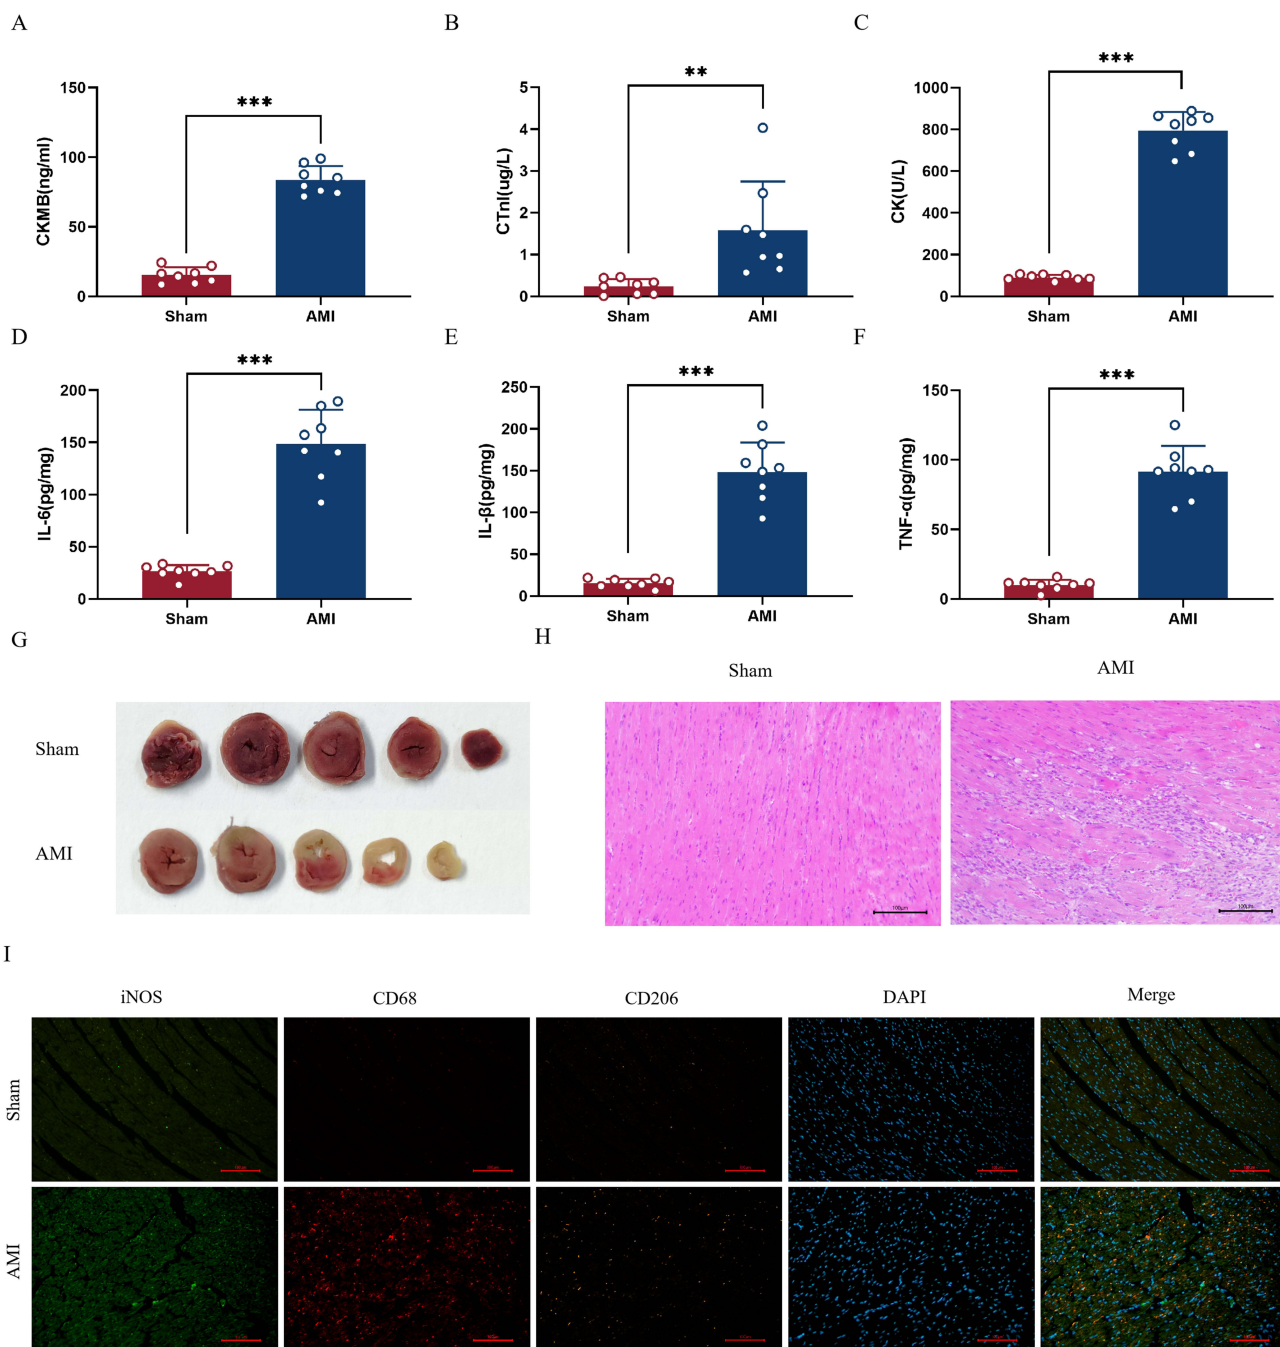 A
CKMB(ng/ml)
150
100
50
0
***
Sham
AMI
B
CTnI(ug/L)
5
4
3
2
1
0
**
Sham
AMI
C
CK(U/L)
1000
800
600
400
200
0
***
Sham
AMI
D
IL-6(pg/mg)
200
150
100
50
0
***
Sham
AMI
E
IL-β(pg/mg)
250
200
150
100
50
0
***
Sham
AMI
F
TNF-α(pg/mg)
150
100
50
0
***
Sham
AMI
G
Sham
AMI
H
Sham
AMI
100μm
100μm
I
iNOS
CD68
CD206
DAPI
Merge
Sham
AMI